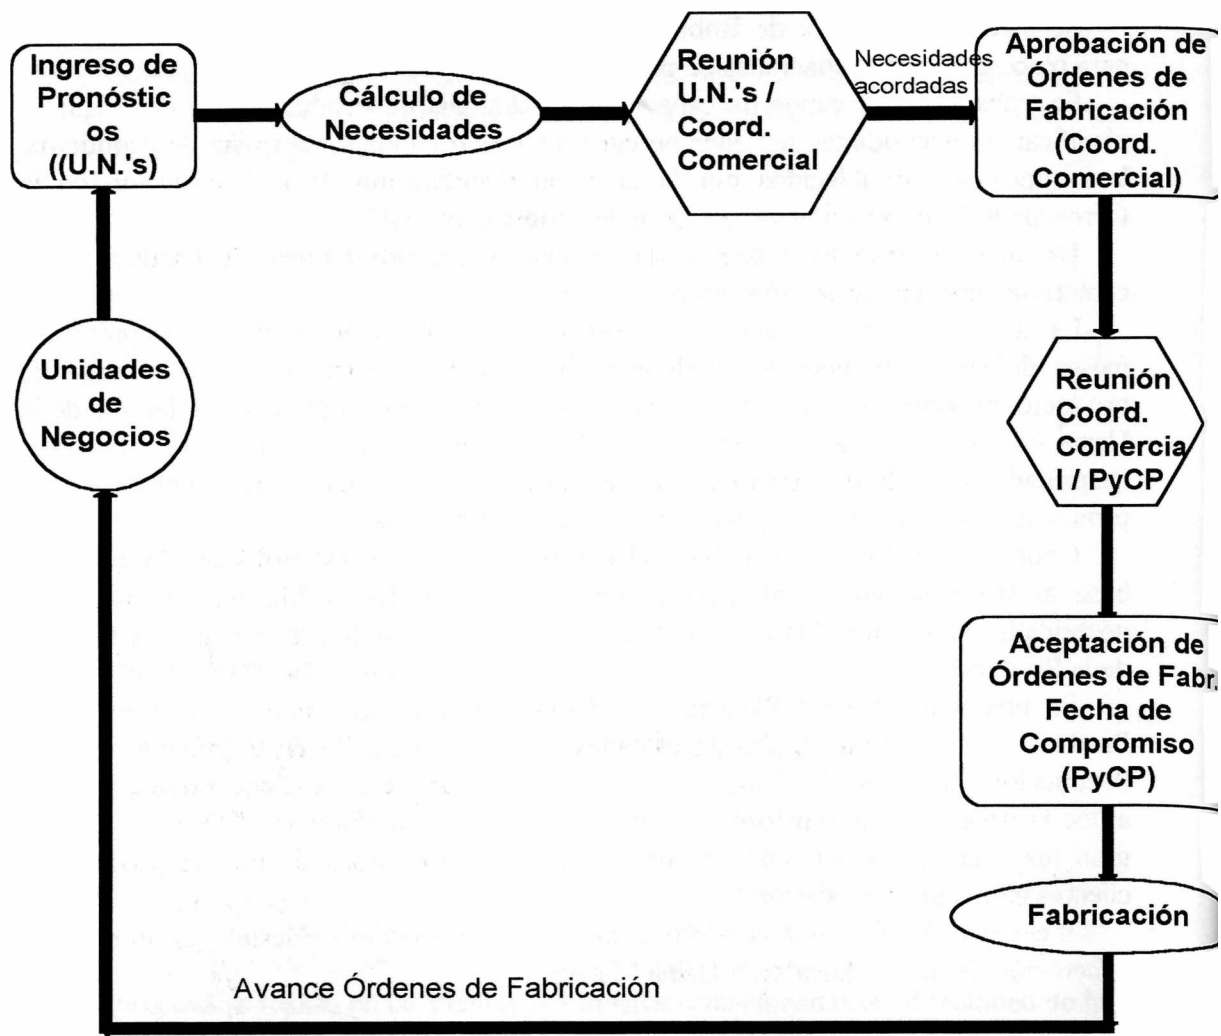 Ingreso de
Pronóstic
os
((U.N.'s)
Cálculo de
Necesidades
Reunión
U.N.'s /
Coord.
Comercial
Necesidades
acordadas
Aprobación de
Órdenes de
Fabricación
(Coord.
Comercial)
Unidades
de
Negocios
Reunión
Coord.
Comercia
l / PyCP
Aceptación de
Órdenes de Fabr.
Fecha de
Compromiso
(PyCP)
Fabricación
Avance Órdenes de Fabricación